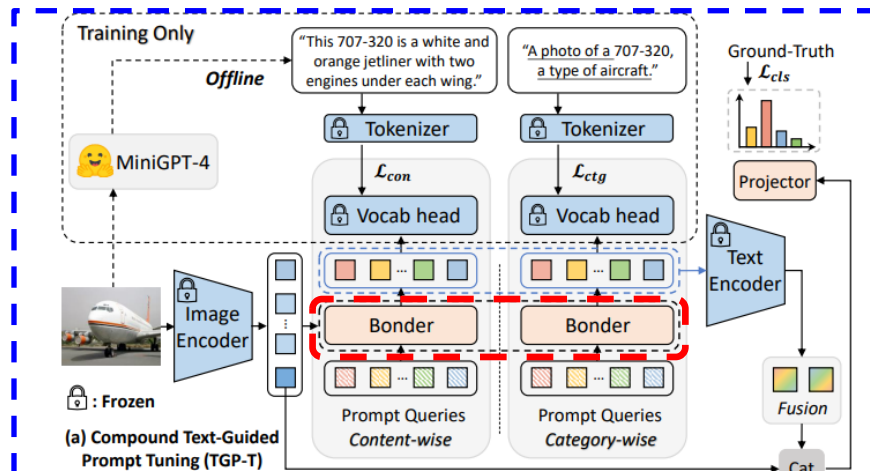 Training Only
Offline
“This 707-320 is a white and
orange jetliner with two
engines under each wing.”
“A photo of a 707-320,
a type of aircraft.”
Ground-Truth
ℒcls
Tokenizer
Tokenizer
MiniGPT-4
ℒcon
ℒctg
Projector
Vocab head
Vocab head
...
...
Text
Encoder
Image
Encoder
Bonder
Bonder
...
...
: Frozen
Prompt Queries
Content-wise
Prompt Queries
Category-wise
Fusion
(a) Compound Text-Guided
Prompt Tuning (TGP-T)
Cat